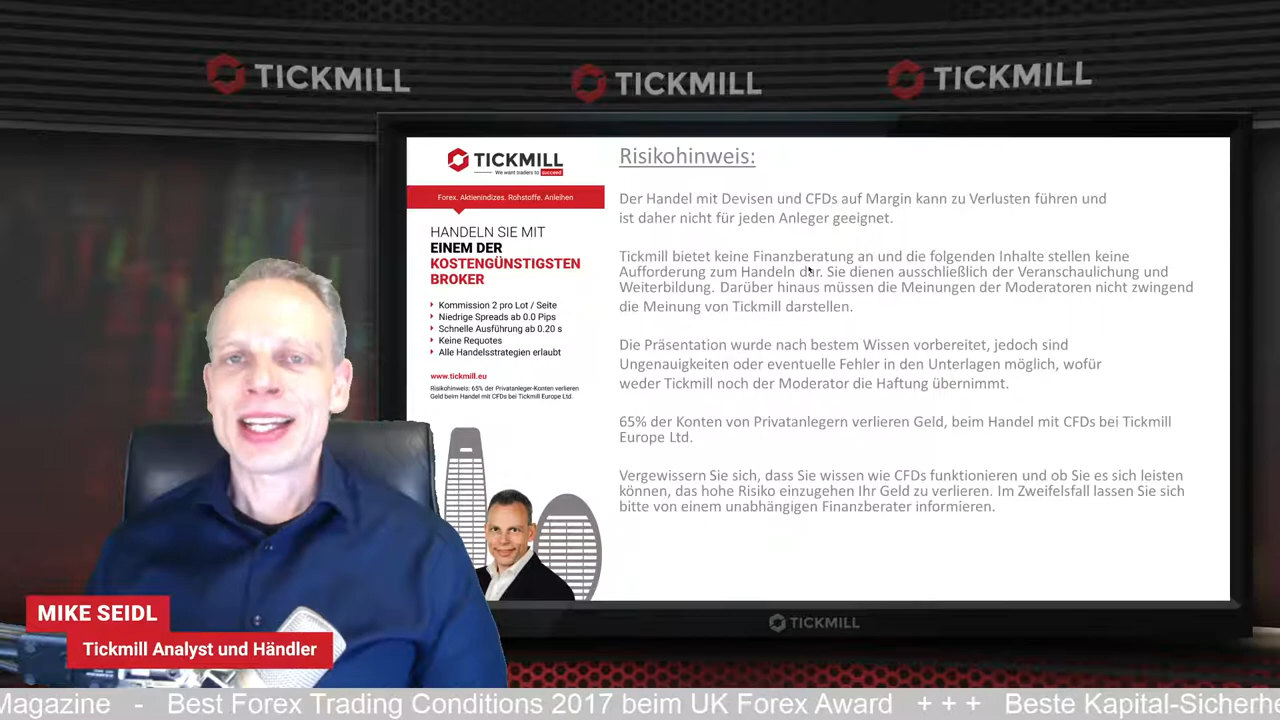 TICKMILL
TICKMILL
TICKMILL
TICKMILL
We want traders to succeed
Forex. Aktienindizes. Rohstoffe. Anleihen
HANDELN SIE MIT
EINEM DER
KOSTENGÜNSTIGSTEN
BROKER
Kommission 2 pro Lot / Seite
Niedrige Spreads ab 0.0 Pips
Schnelle Ausführung ab 0.20 s
Keine Requotes
Alle Handelsstrategien erlaubt
www.tickmill.eu
Risikohinweis: 65% der Privatanleger-Konten verlieren
Geld beim Handel mit CFDs bei Tickmill Europe Ltd.
Risikohinweis:
Der Handel mit Devisen und CFDs auf Margin kann zu Verlusten führen und
ist daher nicht für jeden Anleger geeignet.
Tickmill bietet keine Finanzberatung an und die folgenden Inhalte stellen keine
Aufforderung zum Handeln dar. Sie dienen ausschließlich der Veranschaulichung und
Weiterbildung. Darüber hinaus müssen die Meinungen der Moderatoren nicht zwingend
die Meinung von Tickmill darstellen.
Die Präsentation wurde nach bestem Wissen vorbereitet, jedoch sind
Ungenauigkeiten oder eventuelle Fehler in den Unterlagen möglich, wofür
weder Tickmill noch der Moderator die Haftung übernimmt.
65% der Konten von Privatanlegern verlieren Geld, beim Handel mit CFDs bei Tickmill
Europe Ltd.
Vergewissern Sie sich, dass Sie wissen wie CFDs funktionieren und ob Sie es sich leisten
können, das hohe Risiko einzugehen Ihr Geld zu verlieren. Im Zweifelsfall lassen Sie sich
bitte von einem unabhängigen Finanzberater informieren.
TICKMILL
MIKE SEIDL
Tickmill Analyst und Händler
Magazine - Best Forex Trading Conditions 2017 beim UK Forex Award +++ Beste Kapital-Sicherhe